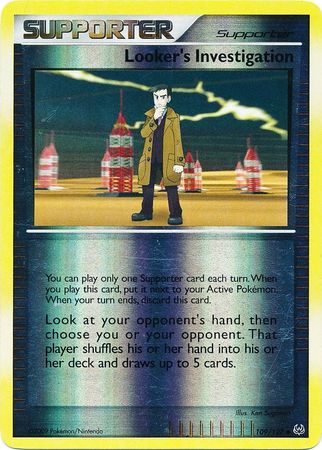 SUPPORTER
Supporter
Looker's Investigation
You can play only one Supporter card each turn. When
you play this card, put it next to your Active Pokémon.
When your turn ends, discard this card.
Look at your opponent's hand, then
choose you or your opponent. That
player shuffles his or her hand into his or
her deck and draws up to 5 cards.
Illus. Ken Sugimori
©2009 Pokémon/Nintendo
109/127